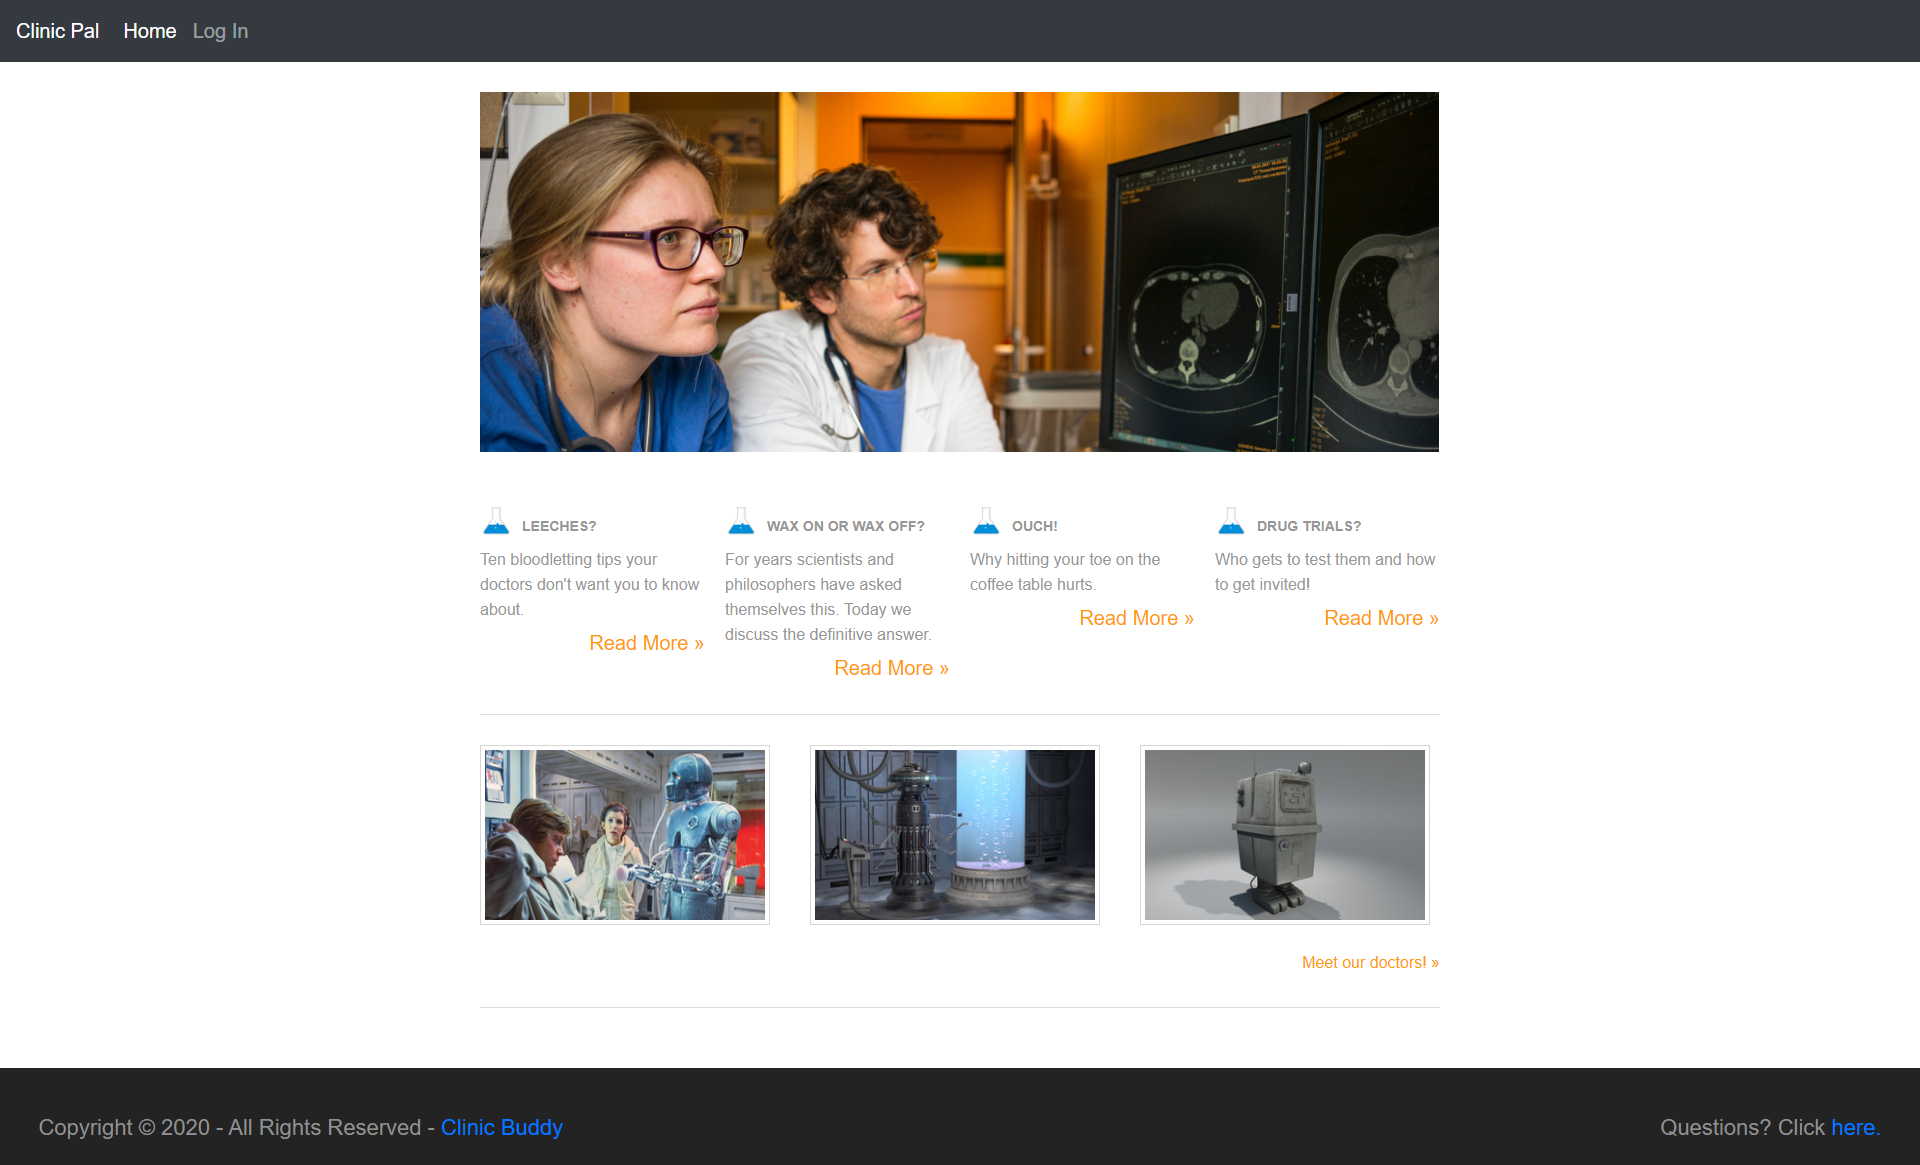 Clinic Pal Home Log In
LEECHES?
Ten bloodletting tips your
doctors don't want you to know
about.
Read More »
WAX ON OR WAX OFF?
For years scientists and
philosophers have asked
themselves this. Today we
discuss the definitive answer.
Read More »
OUCH!
Why hitting your toe on the
coffee table hurts.
Read More »
DRUG TRIALS?
Who gets to test them and how
to get invited!
Read More »
Meet our doctors! »
Copyright © 2020 - All Rights Reserved - Clinic Buddy
Questions? Click here.